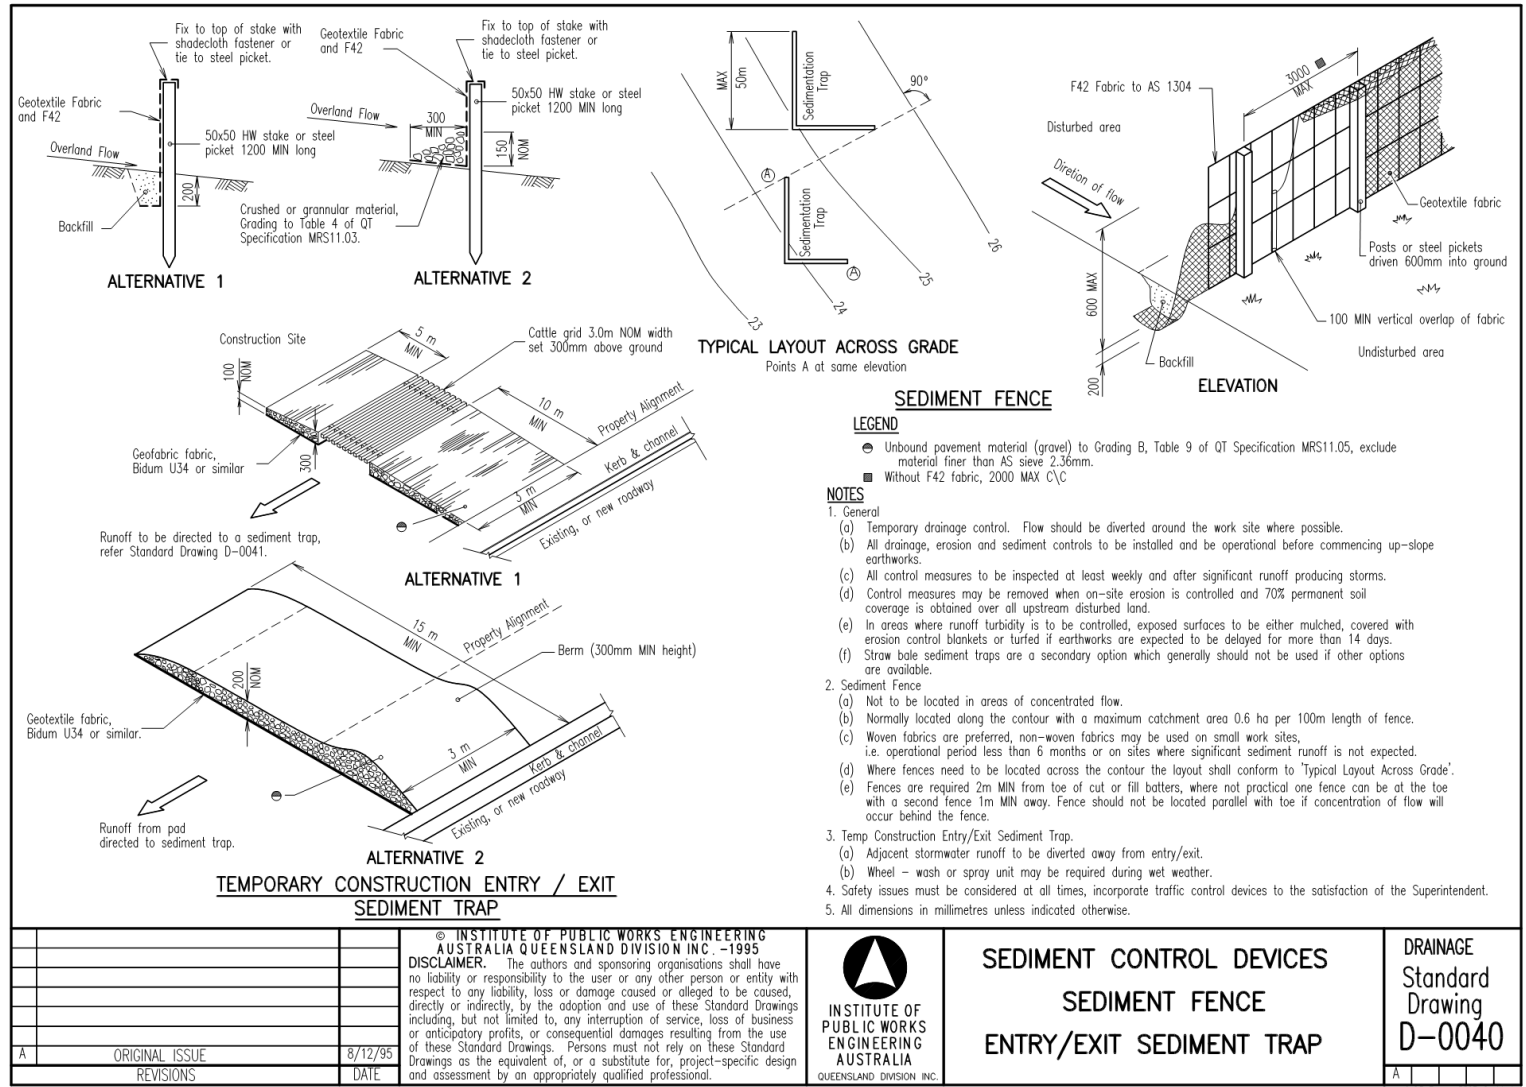 Fix to top of stake with
shadecloth fastener or
tie to steel picket.
Geotextile Fabric
and F42
Overland Flow
50x50 HW stake or steel
picket 1200 MIN long
200
Backfill
ALTERNATIVE 1
Fix to top of stake with
shadecloth fastener or
tie to steel picket.
Geotextile Fabric
and F42
50x50 HW stake or steel
picket 1200 MIN long
Overland Flow
300
MIN
150
NOM
Crushed or grannular material,
Grading to Table 4 of QT
Specification MRS11.03.
ALTERNATIVE 2
MAX
50m
Sedimentation
Trap
90°
A
Sedimentation
Trap
A
23
24
25
26
TYPICAL LAYOUT ACROSS GRADE
Points A at same elevation
F42 Fabric to AS 1304
3000
MAX
Disturbed area
Diretion of flow
Geotextile fabric
Posts or steel pickets
driven 600mm into ground
600 MAX
100 MIN vertical overlap of fabric
Backfill
Undisturbed area
200
ELEVATION
SEDIMENT FENCE
Construction Site
5 m
MIN
Cattle grid 3.0m NOM width
set 300mm above ground
100
NOM
10 m
MIN
Property Alignment
Kerb & channel
Geofabric fabric,
Bidum U34 or similar
300
3 m
MIN
Existing, or new roadway
Runoff to be directed to a sediment trap,
refer Standard Drawing D-0041.
ALTERNATIVE 1
15 m
MIN
Property Alignment
Berm (300mm MIN height)
200
NOM
Geotextile fabric,
Bidum U34 or similar.
3 m
MIN
Kerb & channel
Existing, or new roadway
Runoff from pad
directed to sediment trap.
ALTERNATIVE 2
TEMPORARY CONSTRUCTION ENTRY / EXIT
SEDIMENT TRAP
LEGEND
Unbound pavement material (gravel) to Grading B, Table 9 of QT Specification MRS11.05, exclude
material finer than AS sieve 2.36mm.
Without F42 fabric, 2000 MAX C\C
NOTES
1. General
(a) Temporary drainage control. Flow should be diverted around the work site where possible.
(b) All drainage, erosion and sediment controls to be installed and be operational before commencing up-slope
earthworks.
(c) All control measures to be inspected at least weekly and after significant runoff producing storms.
(d) Control measures may be removed when on-site erosion is controlled and 70% permanent soil
coverage is obtained over all upstream disturbed land.
(e) In areas where runoff turbidity is to be controlled, exposed surfaces to be either mulched, covered with
erosion control blankets or turfed if earthworks are expected to be delayed for more than 14 days.
(f) Straw bale sediment traps are a secondary option which generally should not be used if other options
are available.
2. Sediment Fence
(a) Not to be located in areas of concentrated flow.
(b) Normally located along the contour with a maximum catchment area 0.6 ha per 100m length of fence.
(c) Woven fabrics are preferred, non-woven fabrics may be used on small work sites,
i.e. operational period less than 6 months or on sites where significant sediment runoff is not expected.
(d) Where fences need to be located across the contour the layout shall conform to 'Typical Layout Across Grade'.
(e) Fences are required 2m MIN from toe of cut or fill batters, where not practical one fence can be at the toe
with a second fence 1m MIN away. Fence should not be located parallel with toe if concentration of flow will
occur behind the fence.
3. Temp Construction Entry/Exit Sediment Trap.
(a) Adjacent stormwater runoff to be diverted away from entry/exit.
(b) Wheel - wash or spray unit may be required during wet weather.
4. Safety issues must be considered at all times, incorporate traffic control devices to the satisfaction of the Superintendent.
5. All dimensions in millimetres unless indicated otherwise.
A ORIGINAL ISSUE 8/12/95
REVISIONS DATE
© INSTITUTE OF PUBLIC WORKS ENGINEERING
AUSTRALIA QUEENSLAND DIVISION INC. -1995
DISCLAIMER. The authors and sponsoring organisations shall have
no liability or responsibility to the user or any other person or entity with
respect to any liability, loss or damage caused or alleged to be caused,
directly or indirectly, by the adoption and use of these Standard Drawings
including, but not limited to, any interruption of service, loss of business
or anticipatory profits, or consequential damages resulting from the use
of these Standard Drawings. Persons must not rely on these Standard
Drawings as the equivalent of, or a substitute for, project-specific design
and assessment by an appropriately qualified professional.
INSTITUTE OF
PUBLIC WORKS
ENGINEERING
AUSTRALIA
QUEENSLAND DIVISION INC.
SEDIMENT CONTROL DEVICES
SEDIMENT FENCE
ENTRY/EXIT SEDIMENT TRAP
DRAINAGE
Standard
Drawing
D-0040
A